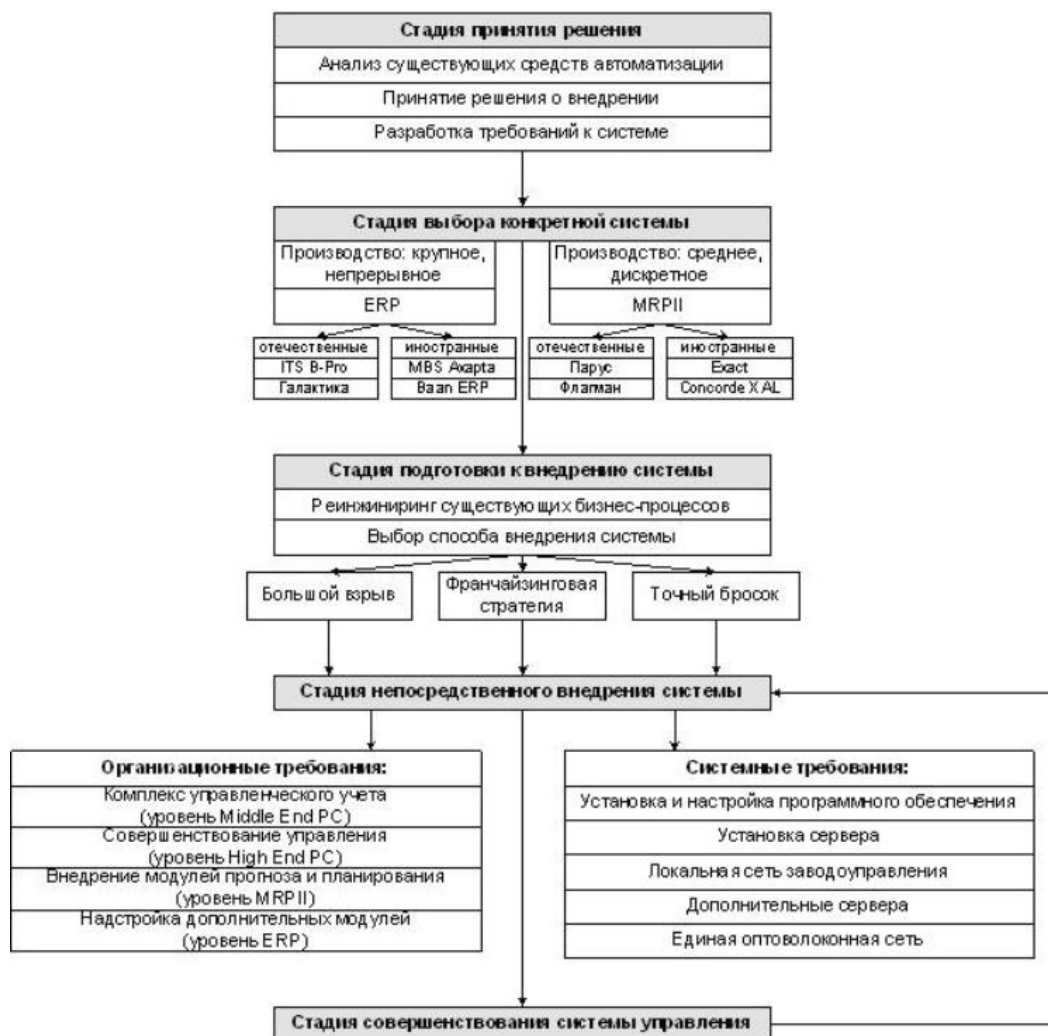 Стадия принятия решения
Анализ существующих средств автоматизации
Принятие решения о внедрении
Разработка требований к системе
Стадия выбора конкретной системы
Производство: крупное,
непрерывное
ERP
Производство: среднее,
дискретное
MRPII
отечественные
ITS B-Pro
Галактика
иностранные
MBS Axapta
Baan ERP
отечественные
Парус
Флагман
иностранные
Exact
Concorde XAL
Стадия подготовки к внедрению системы
Реинжиниринг существующих бизнес-процессов
Выбор способа внедрения системы
Большой взрыв
Франчайзинговая
стратегия
Точный бросок
Стадия непосредственного внедрения системы
Организационные требования:
Комплекс управленческого учета
(уровень Middle End PC)
Совершенствование управления
(уровень High End PC)
Внедрение модулей прогноза и планирования
(уровень MRPII)
Надстройка дополнительных модулей
(уровень ERP)
Системные требования:
Установка и настройка программного обеспечения
Установка сервера
Локальная сеть заводоуправления
Дополнительные сервера
Единая оптоволоконная сеть
Стадия совершенствования системы управления